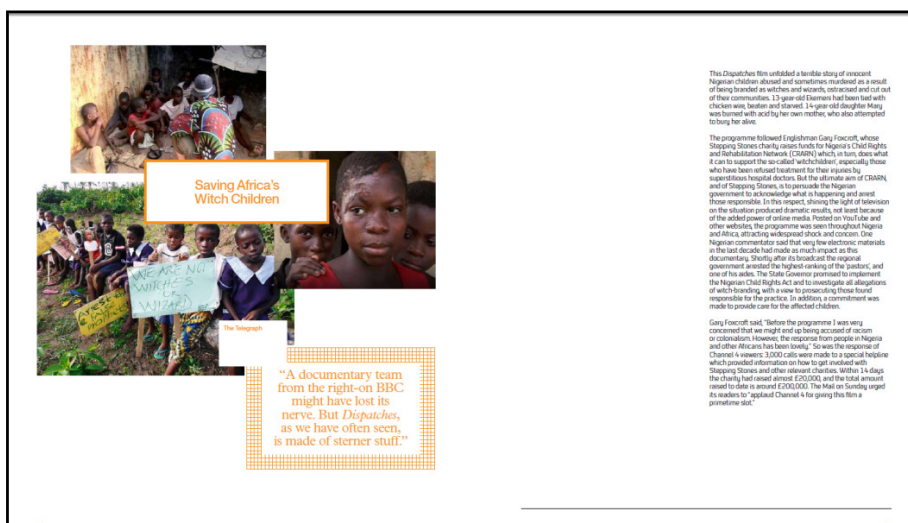 Saving Africa's
Witch Children
WE ARE NOT
WITCHES
OR
WIZARD
The Telegraph
"A documentary team
from the right-on BBC
might have lost its
nerve. But Dispatches,
as we have often seen,
is made of sterner stuff."
This Dispatches film unfolded a terrible story of innocent
Nigerian children abused and sometimes murdered as a result
of being branded as witches and wizards, ostracised and cut out
of their communities. 13-year-old Ekemeni had been tied with
chicken wire, beaten and starved. 14-year-old daughter Mary
was burned with acid by her own mother, who also attempted
to bury her alive.
The programme followed Englishman Gary Foxcroft, whose
Stepping Stones charity raises funds for Nigeria's Child Rights
and Rehabilitation Network (CRARN) which, in turn, does what
it can to support the so-called 'witchchildren', especially those
who have been refused treatment for their injuries by
superstitious hospital doctors. But the ultimate aim of CRARN,
and of Stepping Stones, is to persuade the Nigerian
government to acknowledge what is happening and arrest
those responsible. In this respect, shining the light of television
on the situation produced dramatic results, not least because
of the added power of online media. Posted on YouTube and
other websites, the programme was seen throughout Nigeria
and Africa, attracting widespread shock and concern. One
Nigerian commentator said that very few electronic materials
in the last decade had made as much impact as this
documentary. Shortly after its broadcast the regional
government arrested the highest-ranking of the 'pastors', and
one of his aides. The State Governor promised to implement
the Nigerian Child Rights Act and to investigate all allegations
of witch-branding, with a view to prosecuting those found
responsible for the practice. In addition, a commitment was
made to provide care for the affected children.
Gary Foxcroft said, "Before the programme I was very
concerned that we might end up being accused of racism
or colonialism. However, the response from people in Nigeria
and other Africans has been lovely." So was the response of
Channel 4 viewers: 3,000 calls were made to a special helpline
which provided information on how to get involved with
Stepping Stones and other relevant charities. Within 14 days
the charity had raised almost £20,000, and the total amount
raised to date is around £200,000. The Mail on Sunday urged
its readers to "applaud Channel 4 for giving this film a
primetime slot."